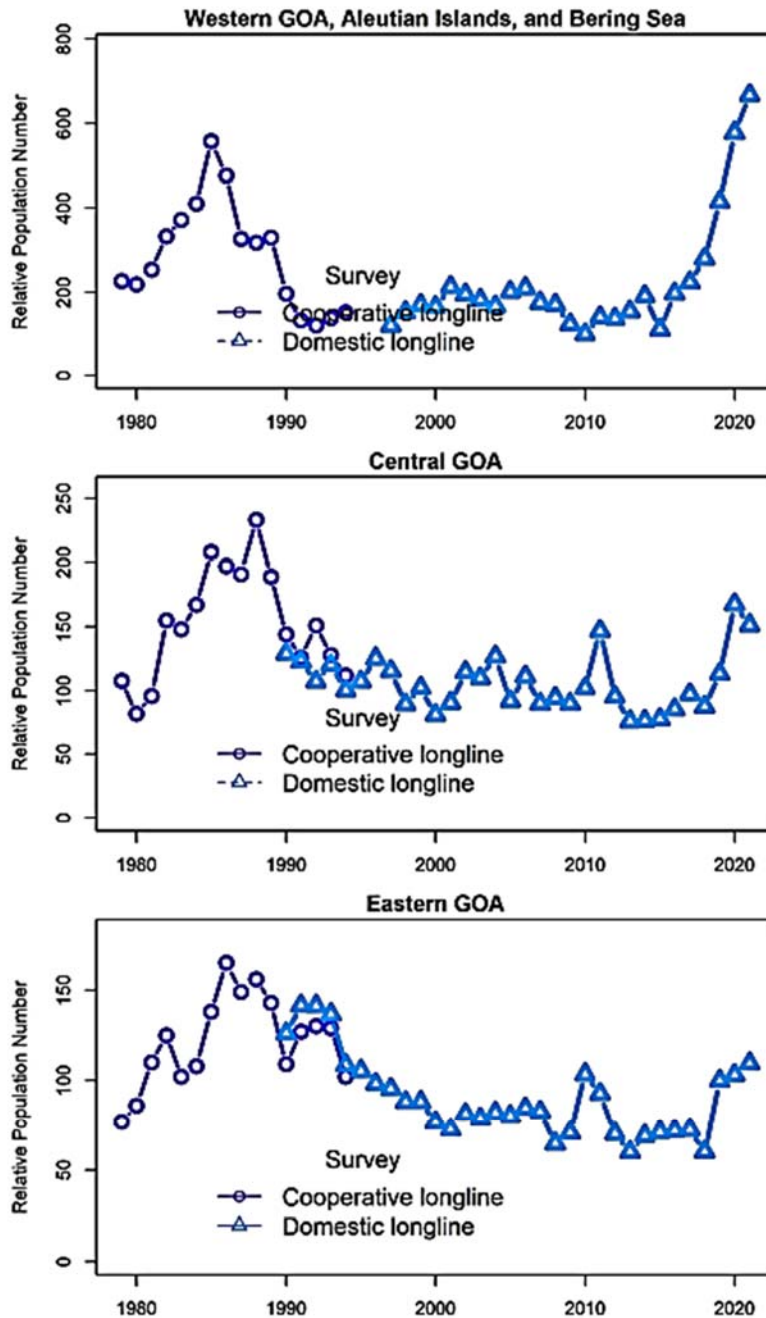 Western GOA, Aleutian Islands, and Bering Sea
Relative Population Number
800
600
400
200
0
Survey
Cooperative longline
Domestic longline
1980 1990 2000 2010 2020
Central GOA
Relative Population Number
250
200
150
100
50
0
Survey
Cooperative longline
Domestic longline
1980 1990 2000 2010 2020
Eastern GOA
Relative Population Number
150
100
50
0
Survey
Cooperative longline
Domestic longline
1980 1990 2000 2010 2020